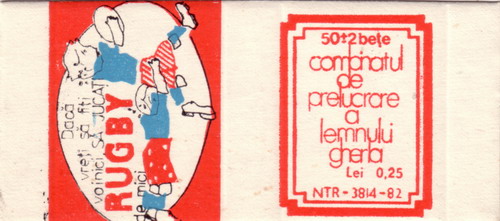 Dacă
vreți să fiți
voinici SĂ JUCAȚI
RUGBY
de mici
50±2 bețe
combinatul
de
prelucrare
a
lemnului
gherla
Lei 0,25
NTR-3814-82